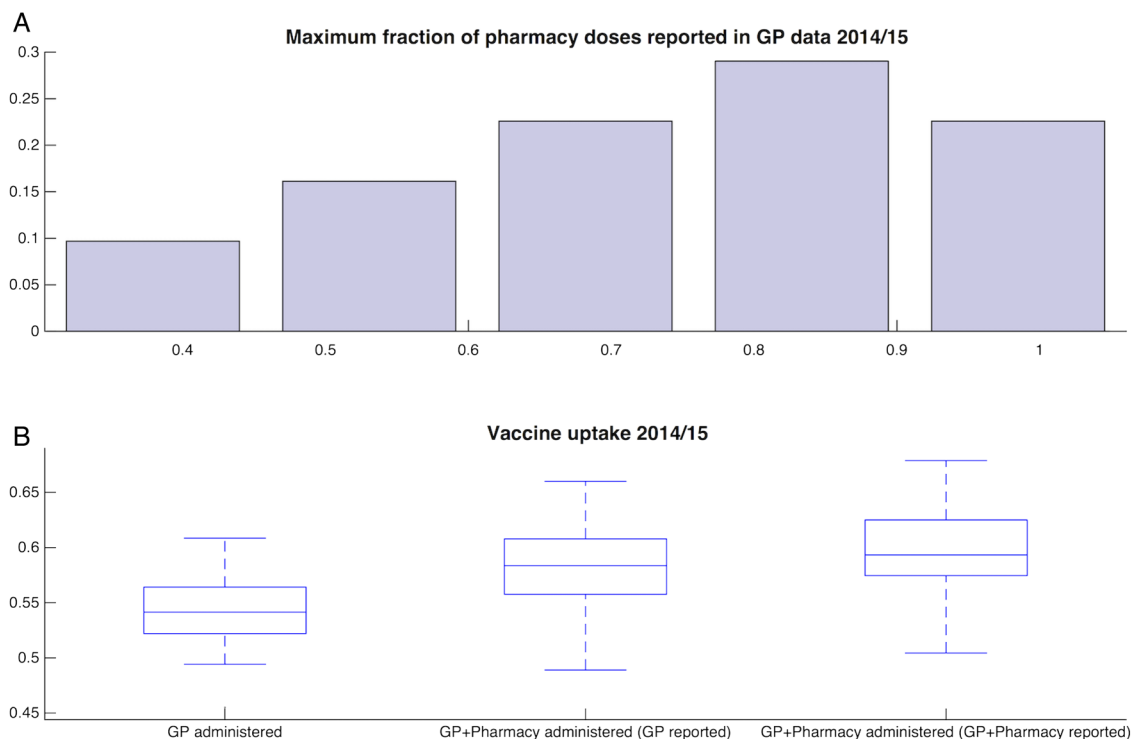 A
Maximum fraction of pharmacy doses reported in GP data 2014/15
0.3
0.25
0.2
0.15
0.1
0.05
0
0.4 0.5 0.6 0.7 0.8 0.9 1
B
Vaccine uptake 2014/15
0.65
0.6
0.55
0.5
0.45
GP administered GP+Pharmacy administered (GP reported) GP+Pharmacy administered (GP+Pharmacy reported)